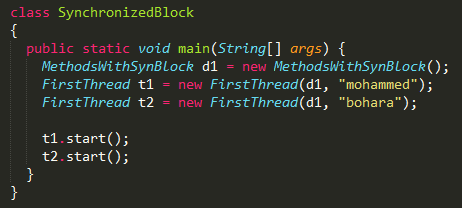 class SynchronizedBlock
{
  public static void main(String[] args) {
    MethodsWithSynBlock d1 = new MethodsWithSynBlock();
    FirstThread t1 = new FirstThread(d1, "mohammed");
    FirstThread t2 = new FirstThread(d1, "bohara");

    t1.start();
    t2.start();
  }
}